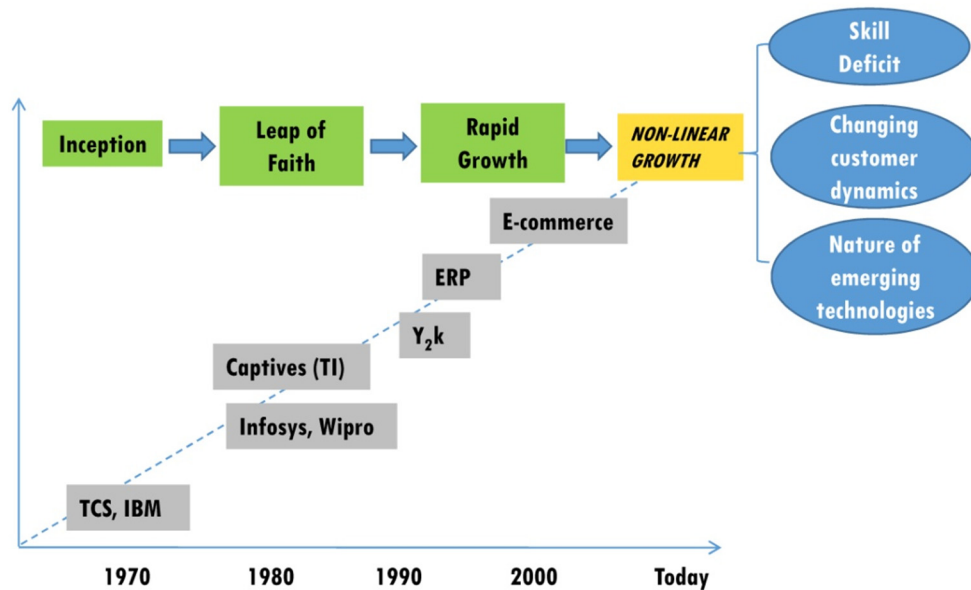 Skill
Deficit
Inception
Leap of
Faith
Rapid
Growth
NON-LINEAR
GROWTH
Changing
customer
dynamics
E-commerce
Nature of
emerging
technologies
ERP
Y₂k
Captives (TI)
Infosys, Wipro
TCS, IBM
1970
1980
1990
2000
Today